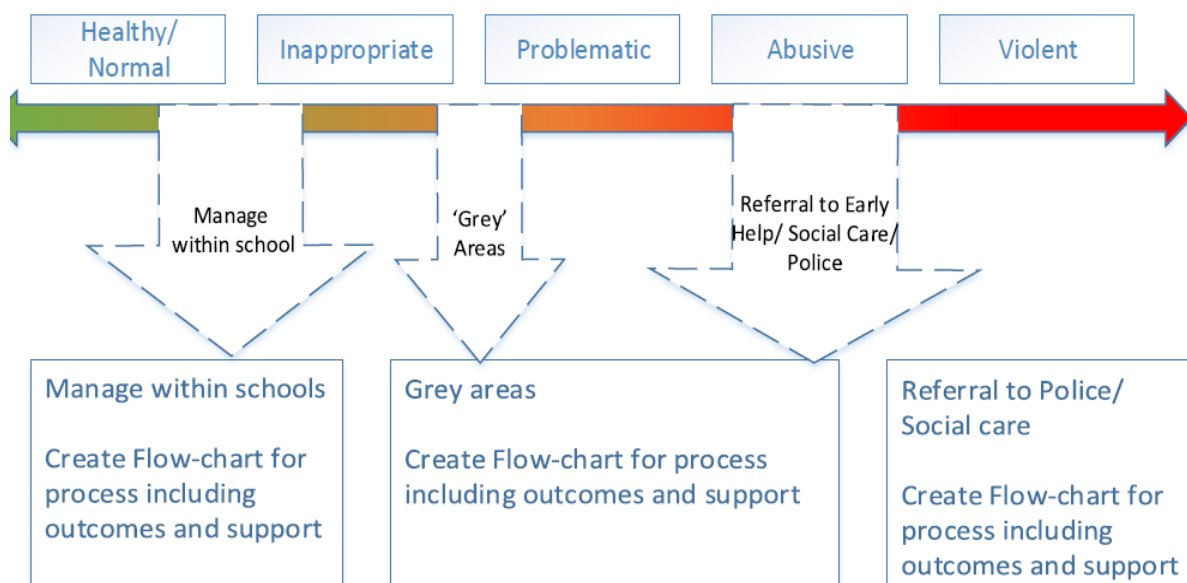 Healthy/
Normal
Inappropriate
Problematic
Abusive
Violent
Manage
within school
‘Grey’
Areas
Referral to Early
Help/ Social Care/
Police
Manage within schools
Create Flow-chart for
process including
outcomes and support
Grey areas
Create Flow-chart for process
including outcomes and support
Referral to Police/
Social care
Create Flow-chart for
process including
outcomes and support